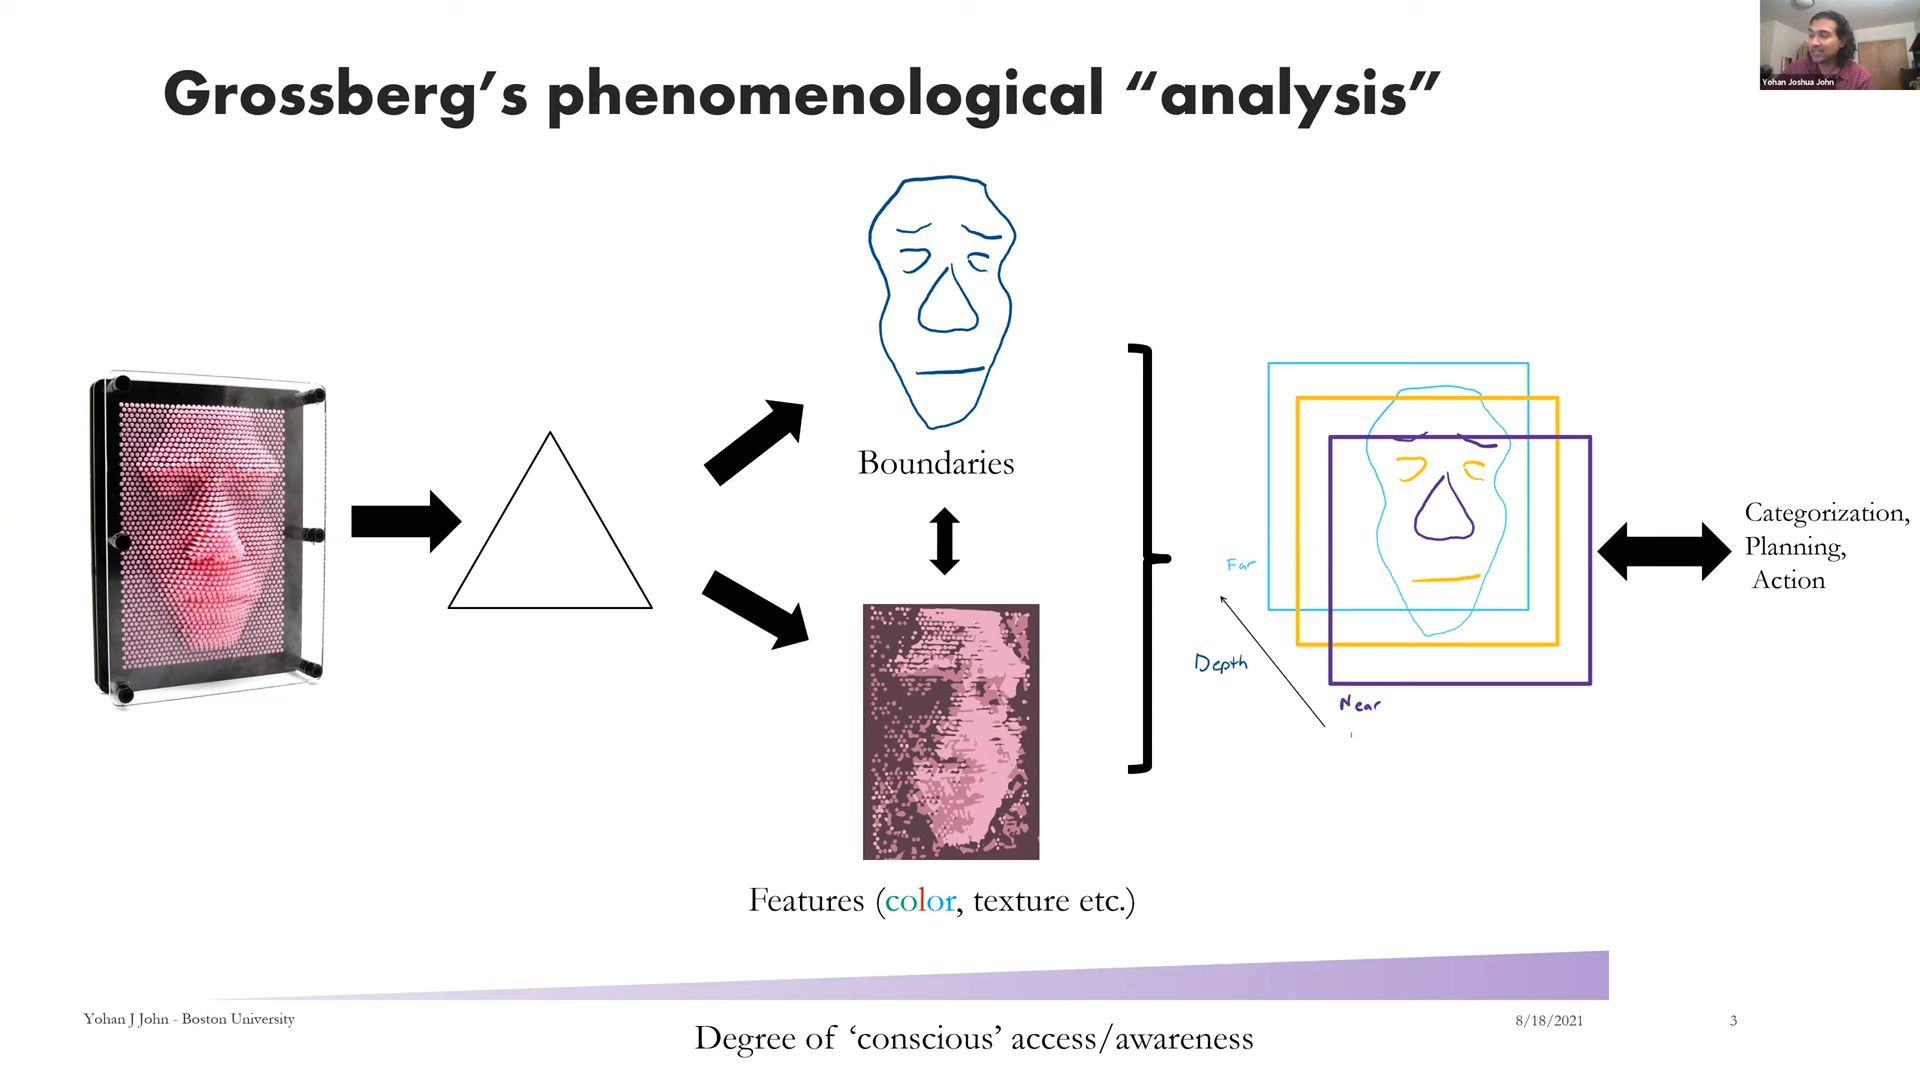 Grossberg’s phenomenological “analysis”
Yohan Joshua John
Boundaries
Far
Depth
Near
Categorization,
Planning,
Action
Features (color, texture etc.)
Yohan J John - Boston University
8/18/2021
3
Degree of ‘conscious’ access/awareness